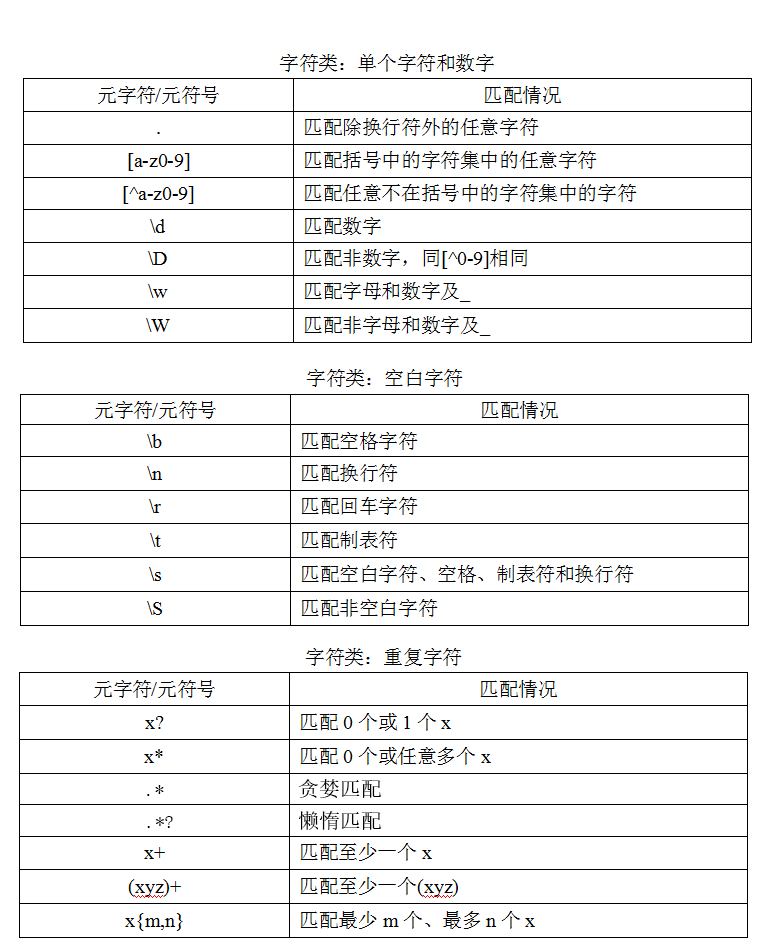 字符类：单个字符和数字
元字符/元符号 匹配情况
. 匹配除换行符外的任意字符
[a-z0-9] 匹配括号中的字符集中的任意字符
[^a-z0-9] 匹配任意不在括号中的字符集中的字符
\d 匹配数字
\D 匹配非数字，同[^0-9]相同
\w 匹配字母和数字及_
\W 匹配非字母和数字及_
字符类：空白字符
元字符/元符号 匹配情况
\b 匹配空格字符
\n 匹配换行符
\r 匹配回车字符
\t 匹配制表符
\s 匹配空白字符、空格、制表符和换行符
\S 匹配非空白字符
字符类：重复字符
元字符/元符号 匹配情况
x? 匹配 0 个或 1 个 x
x* 匹配 0 个或任意多个 x
.* 贪婪匹配
.*? 懒惰匹配
x+ 匹配至少一个 x
(xyz)+ 匹配至少一个(xyz)
x{m,n} 匹配最少 m 个、最多 n 个 x